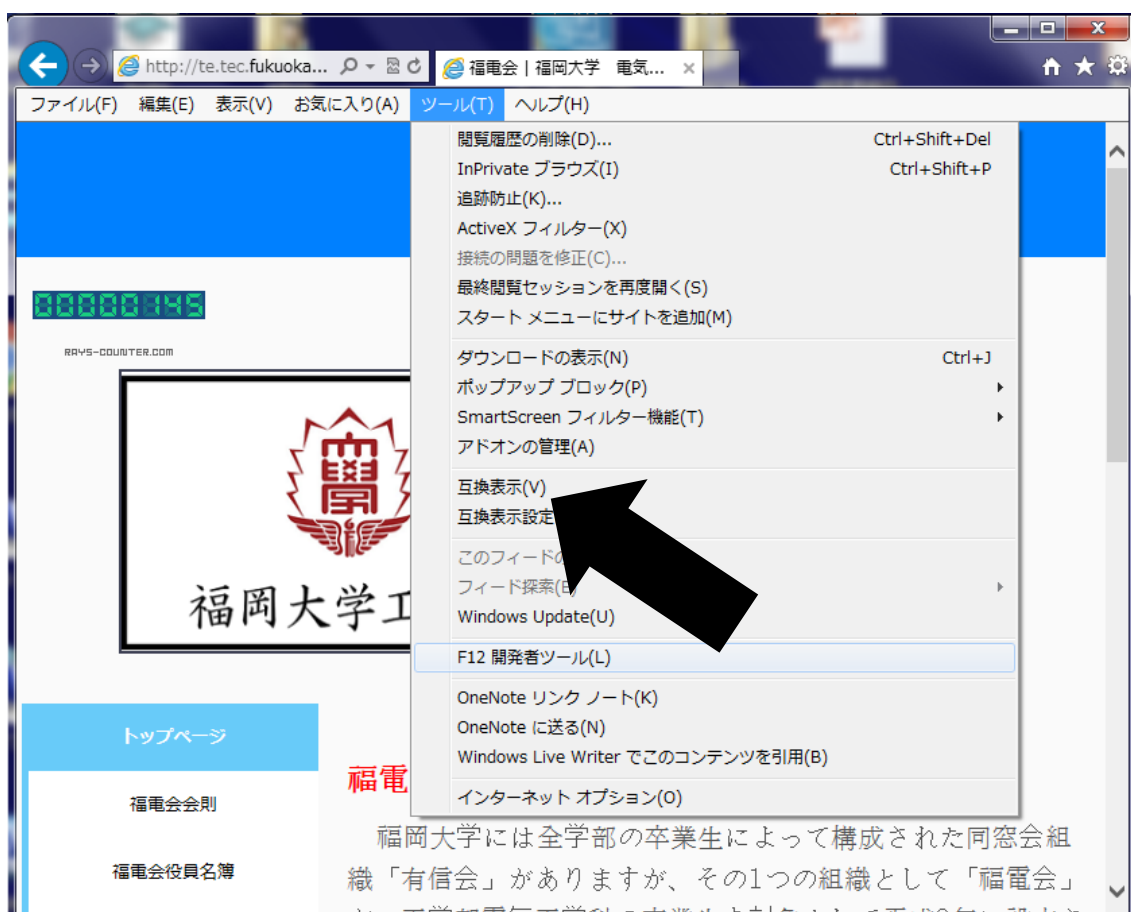 http://te.tec.fukuoka...
福電会 | 福岡大学 電気...
ファイル(F) 編集(E) 表示(V) お気に入り(A) ツール(T) ヘルプ(H)
閲覧履歴の削除(D)... Ctrl+Shift+Del
InPrivate ブラウズ(I) Ctrl+Shift+P
追跡防止(K)...
ActiveX フィルター(X)
接続の問題を修正(C)...
最終閲覧セッションを再度開く(S)
スタート メニューにサイトを追加(M)
ダウンロードの表示(N) Ctrl+J
ポップアップ ブロック(P)
SmartScreen フィルター機能(T)
アドオンの管理(A)
互換表示(V)
互換表示設定
このフィードの
フィード探索(E)
Windows Update(U)
F12 開発者ツール(L)
OneNote リンク ノート(K)
OneNote に送る(N)
Windows Live Writer でこのコンテンツを引用(B)
インターネット オプション(O)
00000145
RAYS-COUNTER.COM
大學
福岡大学工
トップページ
福電会会則
福電会役員名簿
福電
福岡大学には全学部の卒業生によって構成された同窓会組
織「有信会」がありますが、その1つの組織として「福電会」